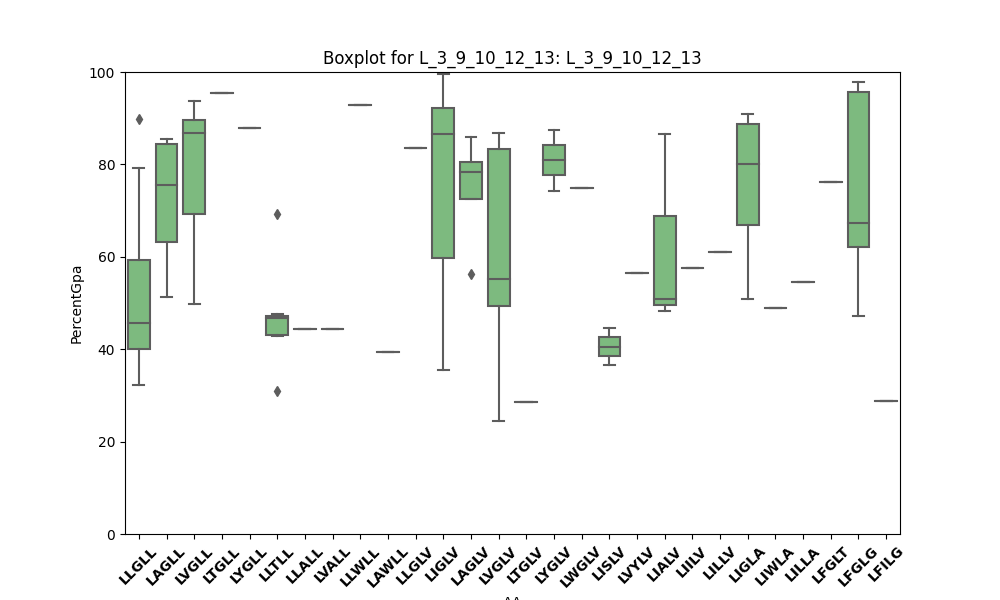 Boxplot for L_3_9_10_12_13: L_3_9_10_12_13
PercentGpa
100
80
60
40
20
0
LLGLL
LAGLL
LVGLL
LTGLL
LYGLL
LLTLL
LLALL
LVALL
LLWLL
LAWLL
LLGLV
LIGLV
LAGLV
LVGLV
LTGLV
LYGLV
LWGLV
LISLV
LVYLV
LIALV
LIILV
LILLV
LIGLA
LIWLA
LILLA
LFGLT
LFGLG
LFILG